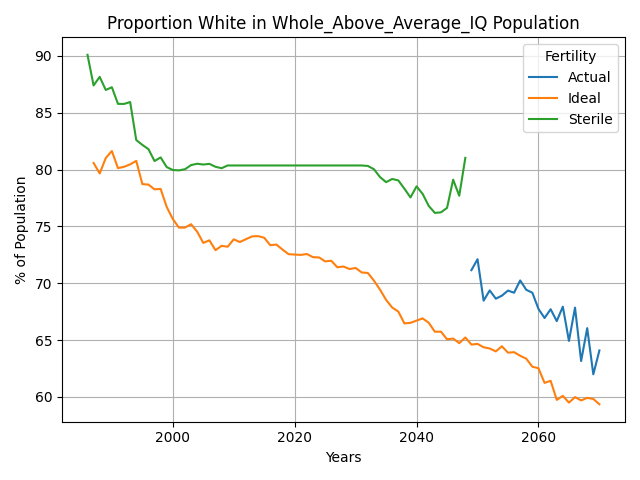 Proportion White in Whole_Above_Average_IQ Population
Fertility
Actual
Ideal
Sterile
% of Population
90
85
80
75
70
65
60
2000 2020 2040 2060
Years